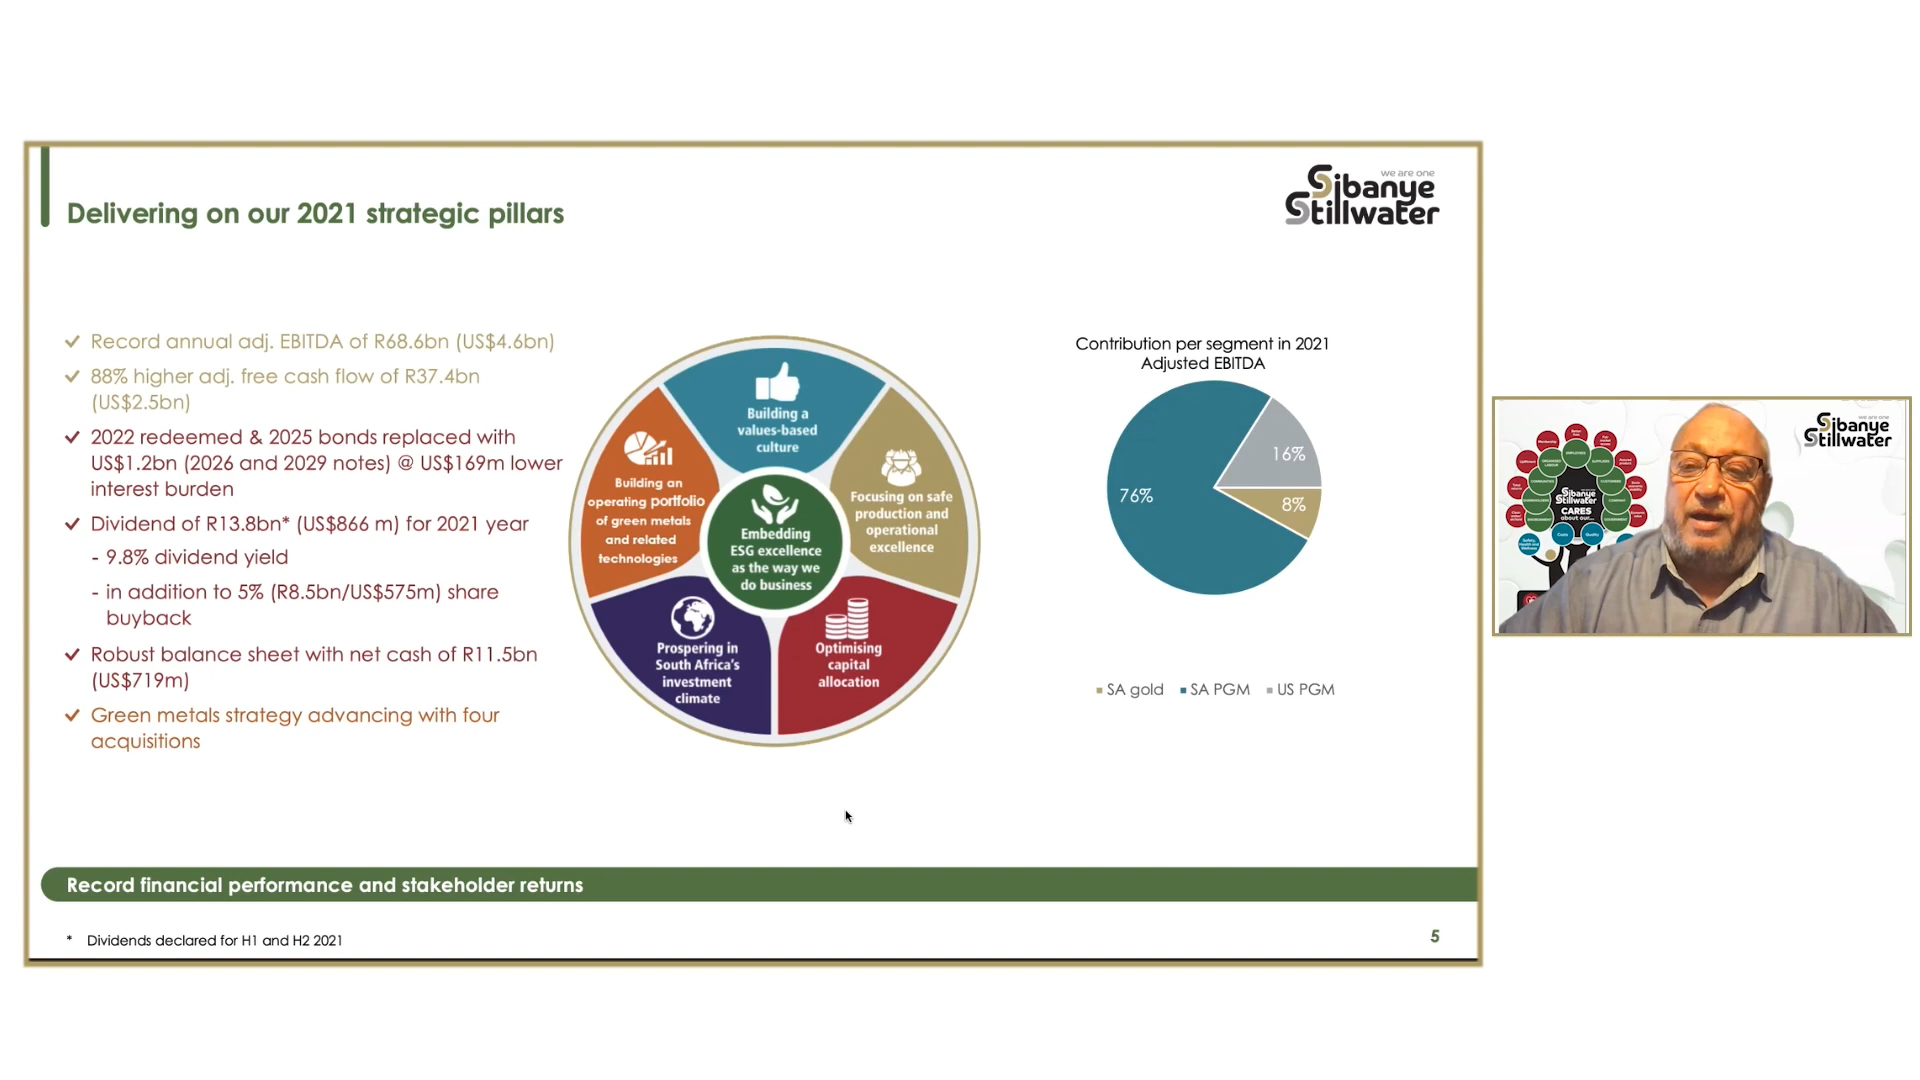 we are one
Sibanye
Stillwater
Delivering on our 2021 strategic pillars
Record annual adj. EBITDA of R68.6bn (US$4.6bn)
88% higher adj. free cash flow of R37.4bn
(US$2.5bn)
2022 redeemed & 2025 bonds replaced with
US$1.2bn (2026 and 2029 notes) @ US$169m lower
interest burden
Dividend of R13.8bn* (US$866 m) for 2021 year
- 9.8% dividend yield
- in addition to 5% (R8.5bn/US$575m) share
buyback
Robust balance sheet with net cash of R11.5bn
(US$719m)
Green metals strategy advancing with four
acquisitions
Building a
values-based
culture
Building an
operating portfolio
of green metals
and related
technologies
Focusing on safe
production and
operational
excellence
Embedding
ESG excellence
as the way we
do business
Prospering in
South Africa's
investment
climate
Optimising
capital
allocation
Contribution per segment in 2021
Adjusted EBITDA
16%
76%
8%
SA gold SA PGM US PGM
Record financial performance and stakeholder returns
* Dividends declared for H1 and H2 2021
5
we are one
Sibanye
Stillwater
Sibanye
Stillwater
CARES
about our...